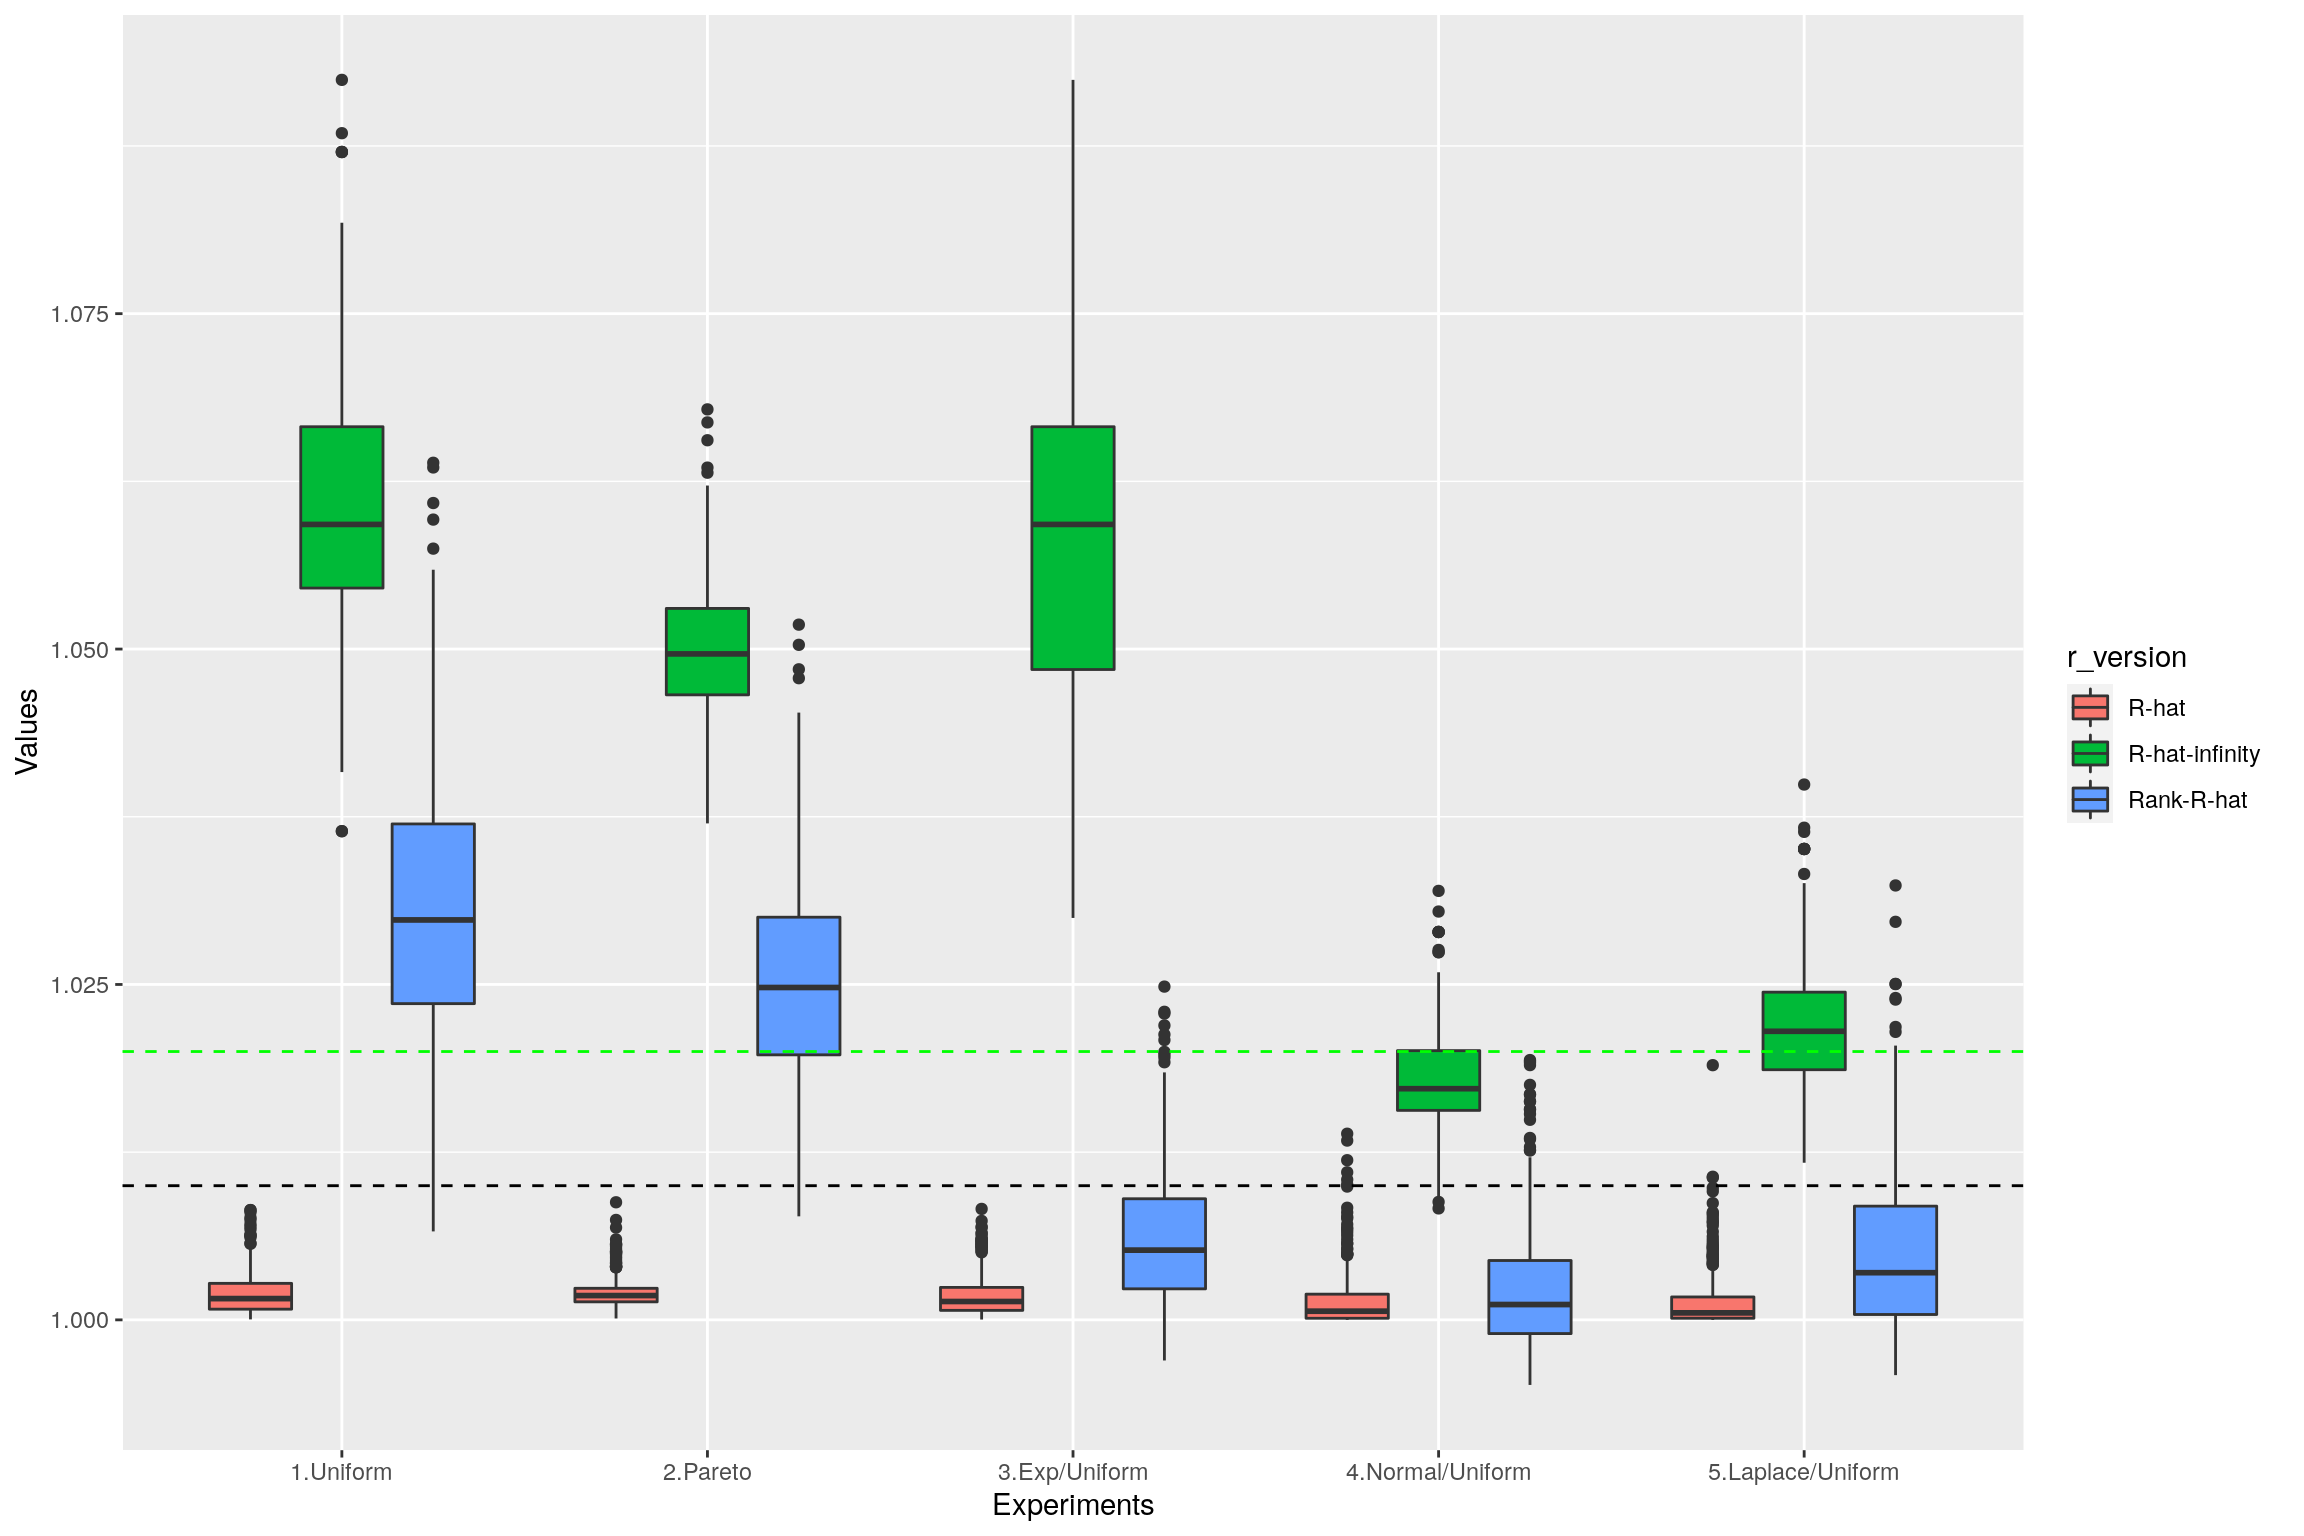 1.075
1.050
1.025
1.000
Values
1.Uniform
2.Pareto
3.Exp/Uniform
4.Normal/Uniform
5.Laplace/Uniform
Experiments
r_version
R-hat
R-hat-infinity
Rank-R-hat